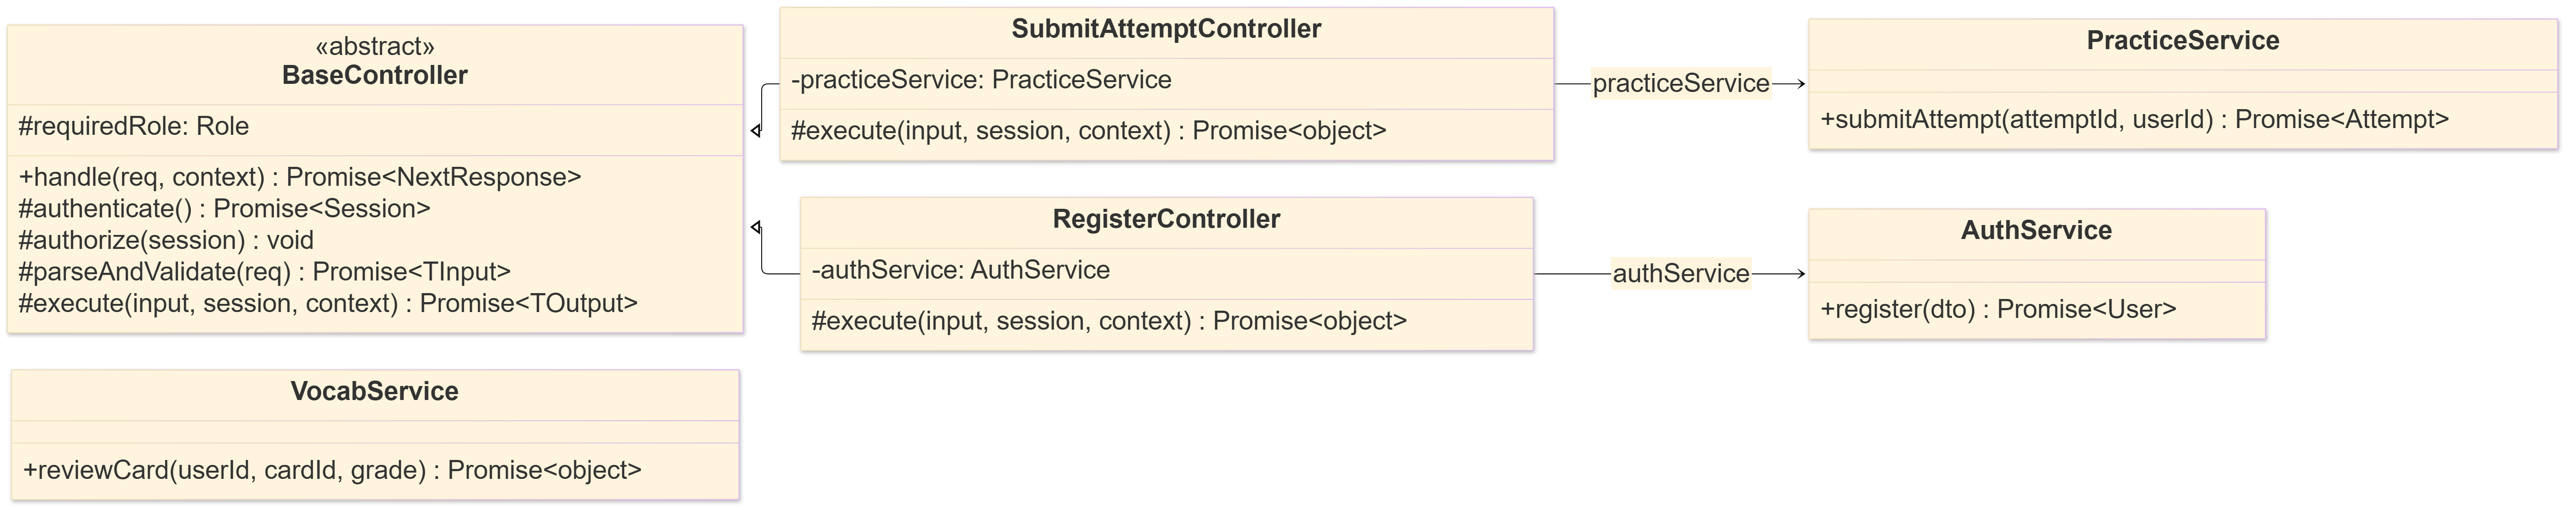 «abstract»
BaseController
#requiredRole: Role
+handle(req, context) : Promise<NextResponse>
#authenticate() : Promise<Session>
#authorize(session) : void
#parseAndValidate(req) : Promise<TInput>
#execute(input, session, context) : Promise<TOutput>
SubmitAttemptController
-practiceService: PracticeService
#execute(input, session, context) : Promise<object>
practiceService
PracticeService
+submitAttempt(attemptId, userId) : Promise<Attempt>
RegisterController
-authService: AuthService
#execute(input, session, context) : Promise<object>
authService
AuthService
+register(dto) : Promise<User>
VocabService
+reviewCard(userId, cardId, grade) : Promise<object>